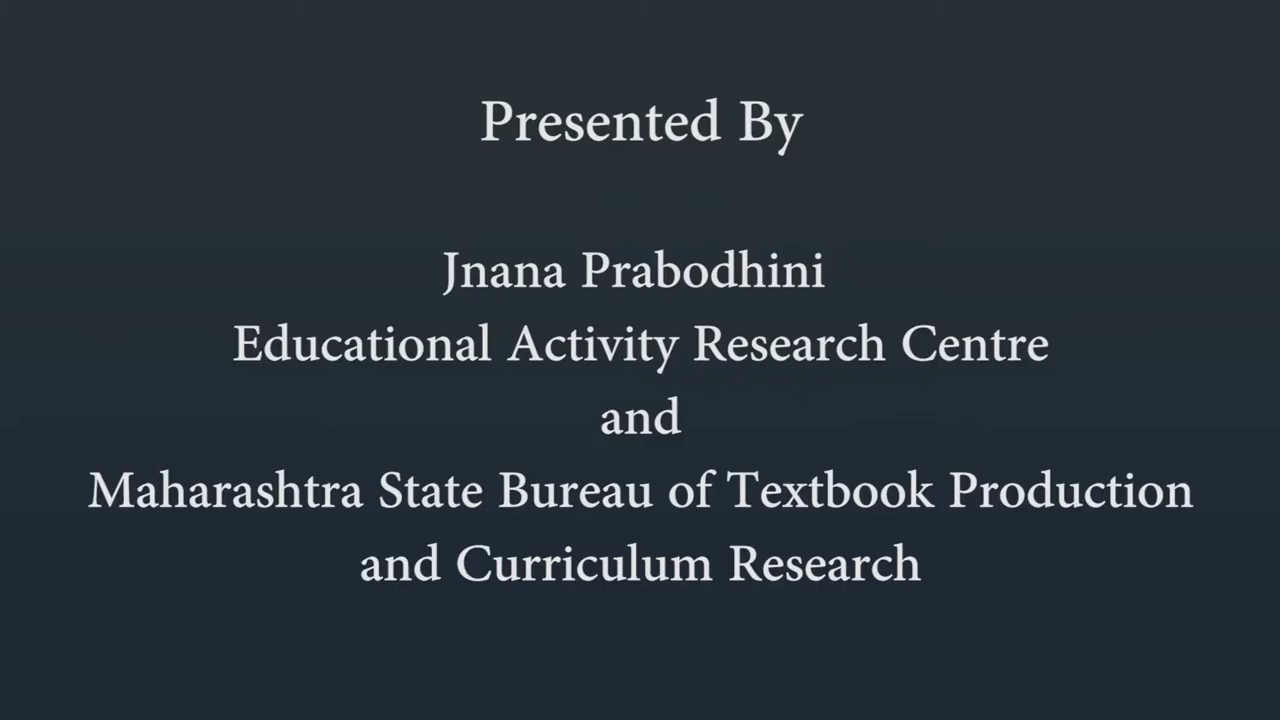 Presented By
Jnana Prabodhini
Educational Activity Research Centre
and
Maharashtra State Bureau of Textbook Production
and Curriculum Research